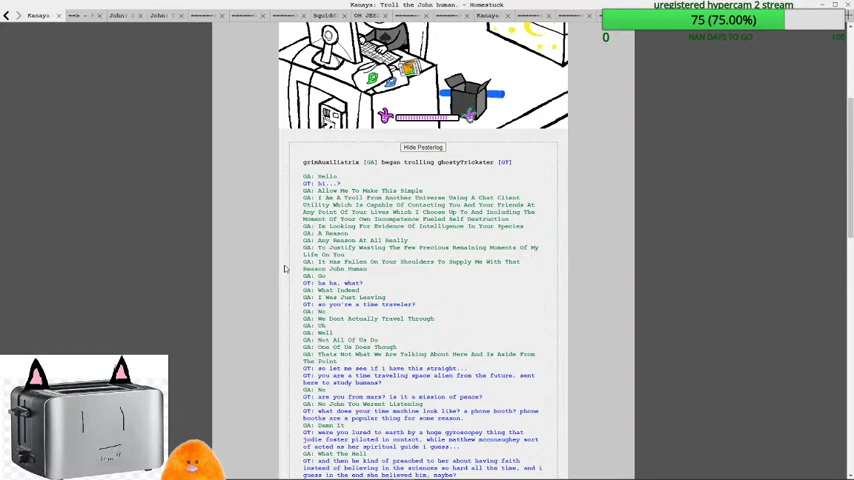 Kanaya: Troll the John human. - Homestuck
unregistered hypercam 2 stream
Kanayo
==> -
John:
John:
Squid!
OH JEE
Kanayo
75 (75.00%)
0
NAN DAYS TO GO
100
Hide Pesterlog
grimAuxiliatrix [GA] began trolling ghostyTrickster [GT]
GA: Hello
GT: hi...?
GA: Allow Me To Make This Simple
GA: I Am A Troll From Another Universe Using A Chat Client
Utility Which Is Capable Of Contacting You And Your Friends At
Any Point Of Your Lives Which I Choose Up To And Including The
Moment Of Your Own Incompetence Fueled Self Destruction
GA: Im Looking For Evidence Of Intelligence In Your Species
GA: A Reason
GA: Any Reason At All Really
GA: To Justify Wasting The Few Precious Remaining Moments Of My
Life On You
GA: It Has Fallen On Your Shoulders To Supply Me With That
Reason John Human
GA: Go
GT: ha ha, what?
GA: What Indeed
GA: I Was Just Leaving
GT: so you're a time traveler?
GA: No
GA: We Dont Actually Travel Through
GA: Uh
GA: Well
GA: Not All Of Us Do
GA: One Of Us Does Though
GA: Thats Not What We Are Talking About Here And Is Aside From
The Point
GT: so let me see if i have this straight...
GT: you are a time traveling space alien from the future, sent
here to study humans?
GA: No
GT: are you from mars? is it a mission of peace?
GA: No John You Werent Listening
GT: what does your time machine look like? a phone booth? phone
booths are a popular thing for some reason.
GA: Damn It
GT: were you lured to earth by a huge gyroscopey thing that
jodie foster piloted in contact, while matthew mcconaughey sort
of acted as her spiritual guide i guess...
GA: What The Hell
GT: and then he kind of preached to her about having faith
instead of believing in the sciences so hard all the time, and i
guess in the end she believed him, maybe?